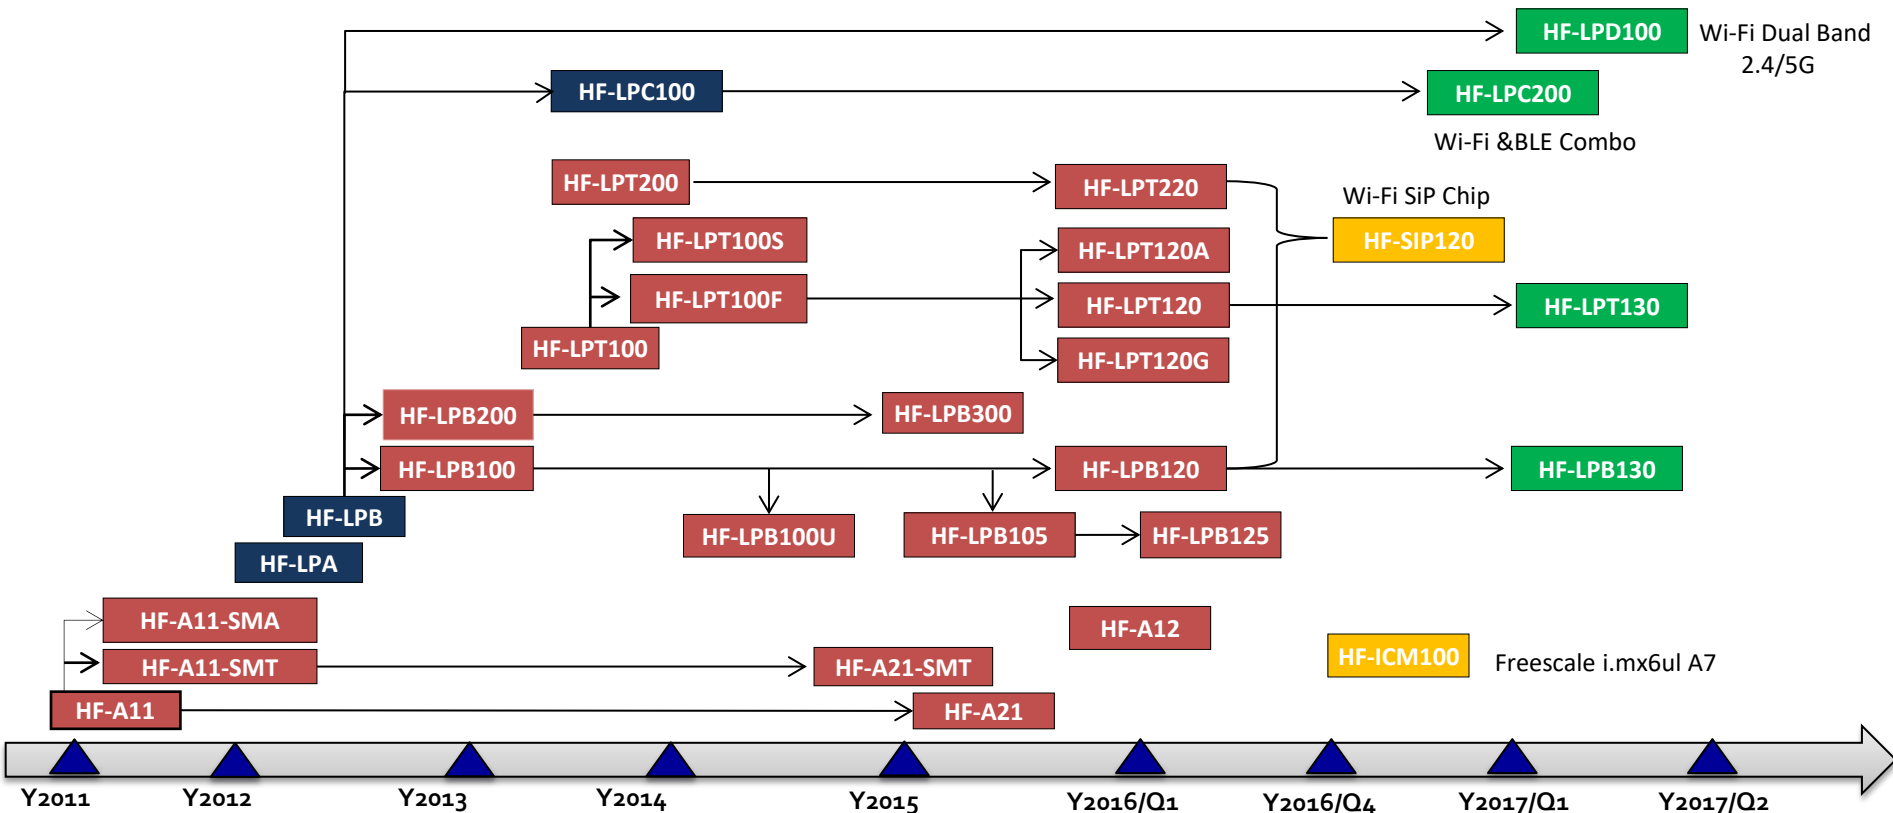 HF-LPD100
Wi-Fi Dual Band
2.4/5G
HF-LPC100
HF-LPC200
Wi-Fi &BLE Combo
HF-LPT200
HF-LPT220
Wi-Fi SiP Chip
HF-LPT100S
HF-LPT120A
HF-SIP120
HF-LPT100F
HF-LPT120
HF-LPT130
HF-LPT100
HF-LPT120G
HF-LPB200
HF-LPB300
HF-LPB100
HF-LPB120
HF-LPB130
HF-LPB
HF-LPB100U
HF-LPB105
HF-LPB125
HF-LPA
HF-A11-SMA
HF-A12
HF-A11-SMT
HF-A21-SMT
HF-ICM100
Freescale i.mx6ul A7
HF-A11
HF-A21
Y2011
Y2012
Y2013
Y2014
Y2015
Y2016/Q1
Y2016/Q4
Y2017/Q1
Y2017/Q2